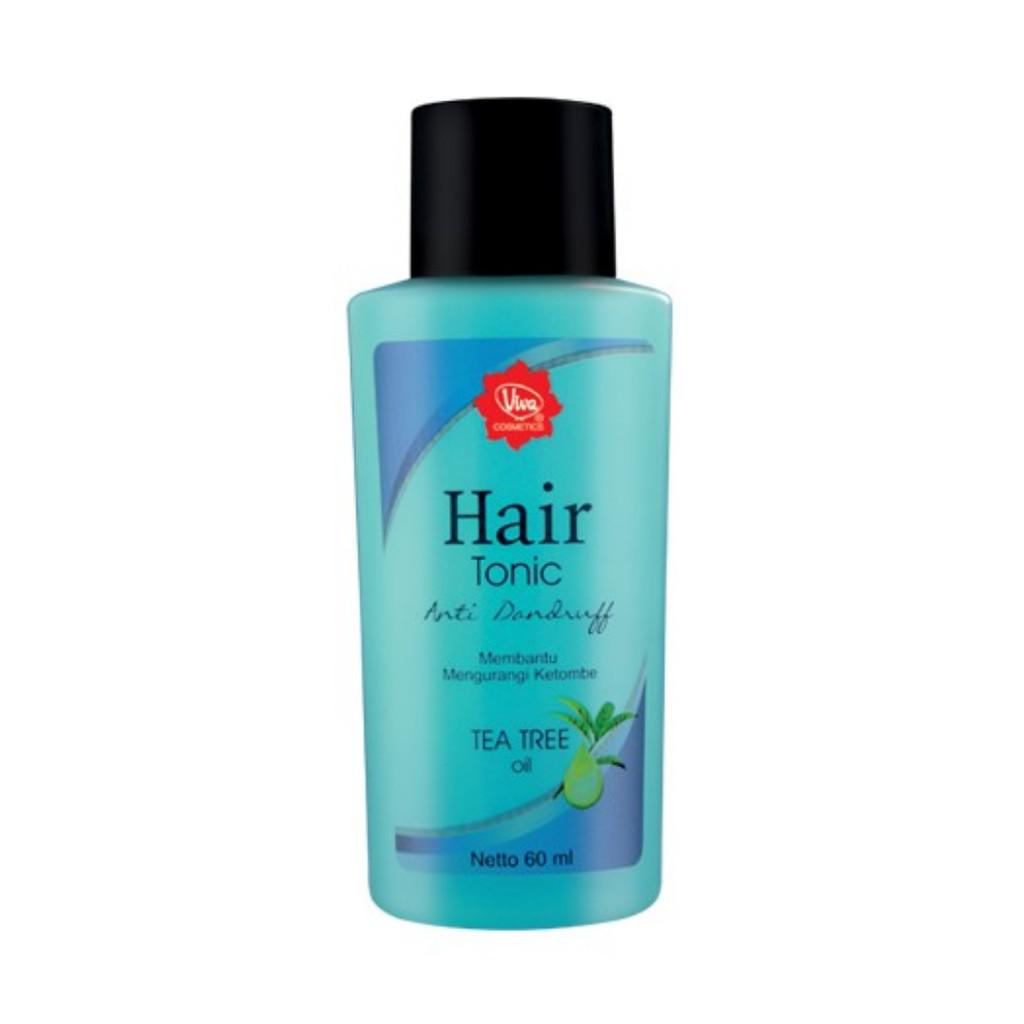 Viva
COSMETICS
Hair
Tonic
Anti Dandruff
Membantu
Mengurangi Ketombe
TEA TREE
oil
Netto 60 ml